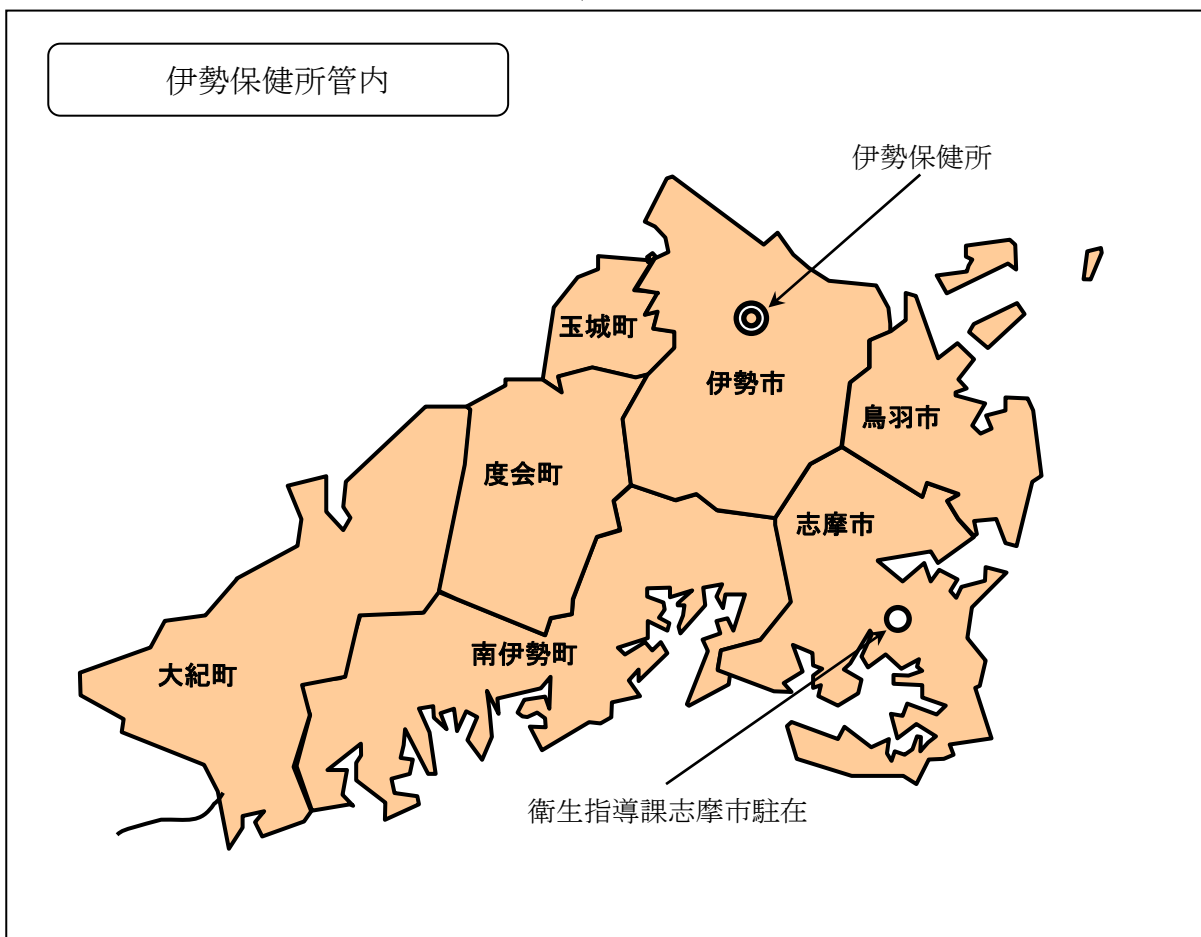 伊勢保健所管内
伊勢保健所
玉城町
伊勢市
鳥羽市
度会町
志摩市
南伊勢町
大紀町
衛生指導課志摩市駐在